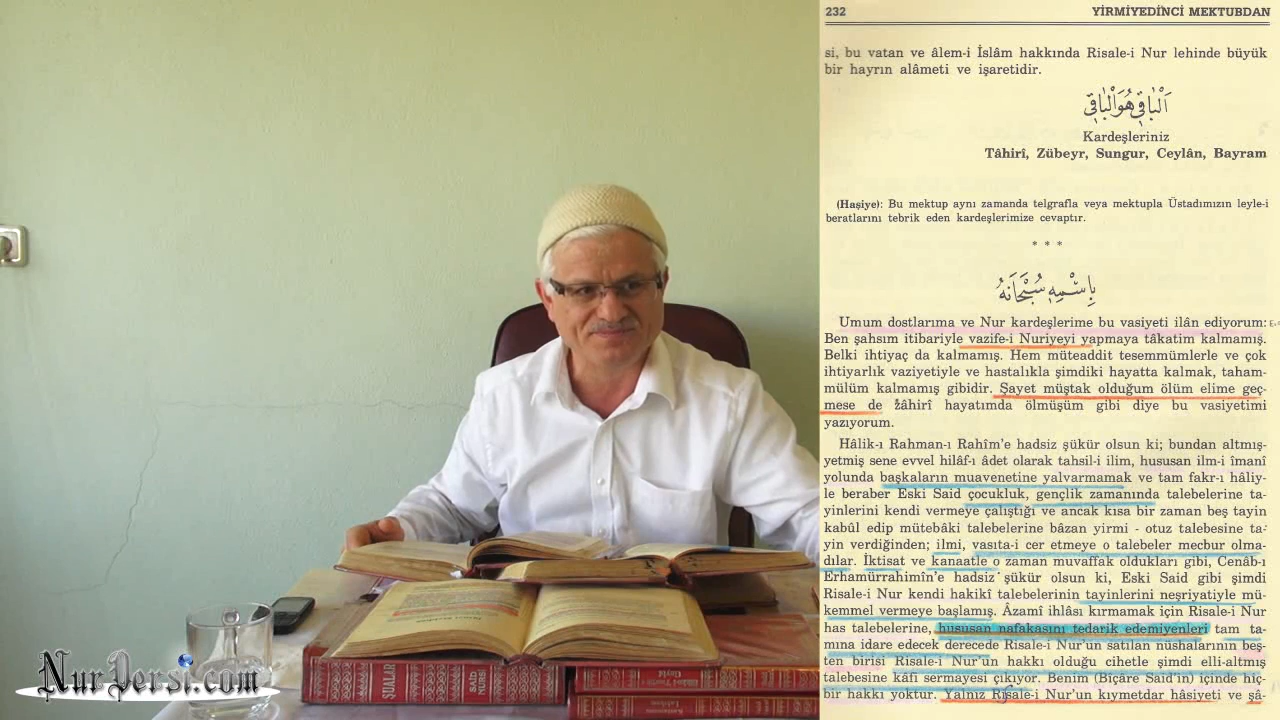 232
YİRMİYEDİNCİ MEKTUBDAN
si, bu vatan ve âlem-i İslâm hakkında Risale-i Nur lehinde büyük
bir hayrın alâmeti ve işaretidir.
اَلْبَاقِى هُوَ الْبَاقِى
Kardeşleriniz
Tâhirî, Zübeyr, Sungur, Ceylân, Bayram
(Haşiye): Bu mektup aynı zamanda telgrafla veya mektupla Üstadımızın leyle-i
beratlarını tebrik eden kardeşlerimize cevaptır.
* * *
بِاسْمِهِ سُبْحَانَهُ
Umum dostlarıma ve Nur kardeşlerime bu vasiyeti ilân ediyorum:
Ben şahsım itibariyle vazife-i Nuriyeyi yapmaya tâkatim kalmamış.
Belki ihtiyaç da kalmamış. Hem müteaddit tesemmümlerle ve çok
ihtiyarlık vaziyetiyle ve hastalıkla şimdiki hayatta kalmak, taham-
mülüm kalmamış gibidir. Şayet müştak olduğum ölüm elime geç-
mese de zâhirî hayatımda ölmüşüm gibi diye bu vasiyetimi
yazıyorum.
Hâlik-ı Rahman-ı Rahîm'e hadsiz şükür olsun ki; bundan altmış-
yetmiş sene evvel hilâf-ı âdet olarak tahsil-i ilim, hususan ilm-i îmanî
yolunda başkaların muavenetine yalvarmamak ve tam fakr-ı hâliy-
le beraber Eski Said çocukluk, gençlik zamanında talebelerine ta-
yinlerini kendi vermeye çalıştığı ve ancak kısa bir zaman beş tayin
kabûl edip mütebâki talebelerine bâzan yirmi - otuz talebesine ta-
yin verdiğinden; ilmi, vasıta-i cer etmeye o talebeler mecbur olma-
dılar. İktisat ve kanaatle o zaman muvaffak oldukları gibi, Cenâb-ı
Erhamürrahimîn'e hadsiz şükür olsun ki, Eski Said gibi şimdi
Risale-i Nur kendi hakikî talebelerinin tayinlerini neşriyatiyle mü-
kemmel vermeye başlamış. Âzamî ihlâsı kırmamak için Risale-i Nur
has talebelerine, hususan nafakasını tedarik edemiyenleri tam ta-
mına idare edecek derecede Risale-i Nur'un satılan nüshalarının beş-
ten birisi Risale-i Nur'un hakkı olduğu cihetle şimdi elli-altmış
talebesine kâfi sermayesi çıkıyor. Benim (Biçâre Said'in) içinde hiç-
bir hakkı yoktur. Yalnız Risale-i Nur'un kıymetdar hâsiyeti ve şâ-
ŞUALAR
SAİD NURSİ
NurDersi.com